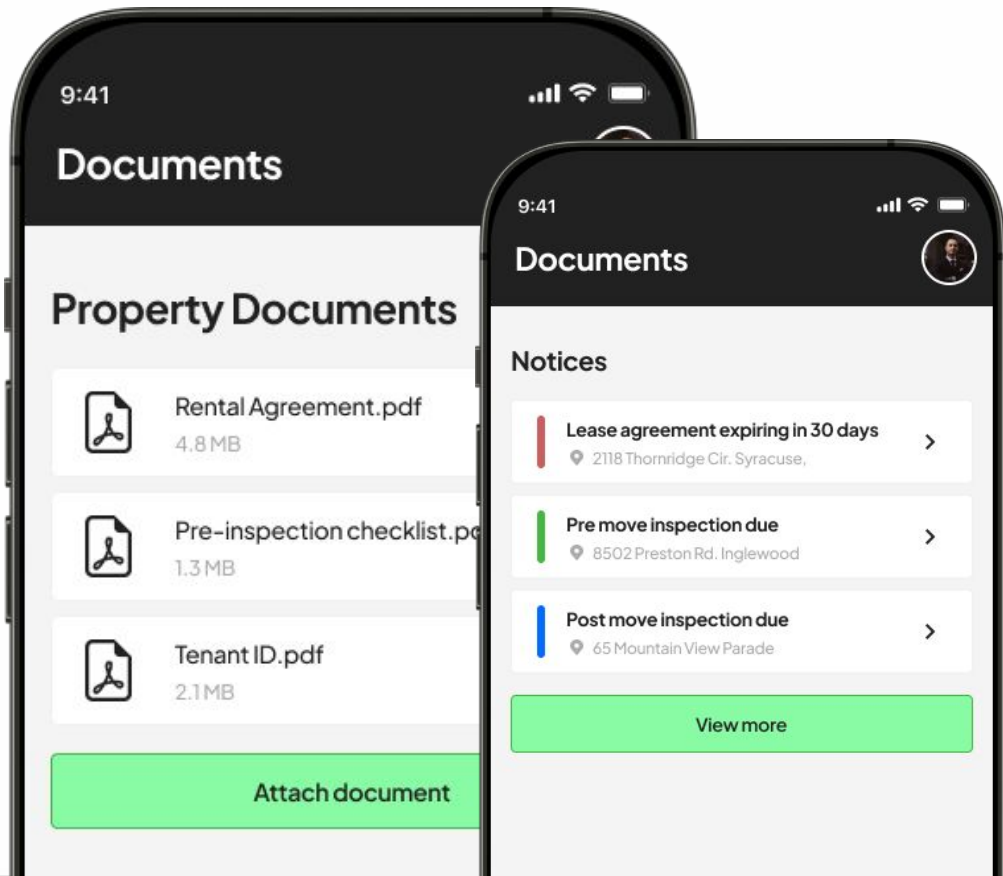 9:41
Documents
Property Documents
Rental Agreement.pdf
4.8 MB
Pre-inspection checklist.pd
1.3 MB
Tenant ID.pdf
2.1 MB
Attach document
9:41
Documents
Notices
Lease agreement expiring in 30 days
2118 Thornridge Cir. Syracuse,
Pre move inspection due
8502 Preston Rd. Inglewood
Post move inspection due
65 Mountain View Parade
View more